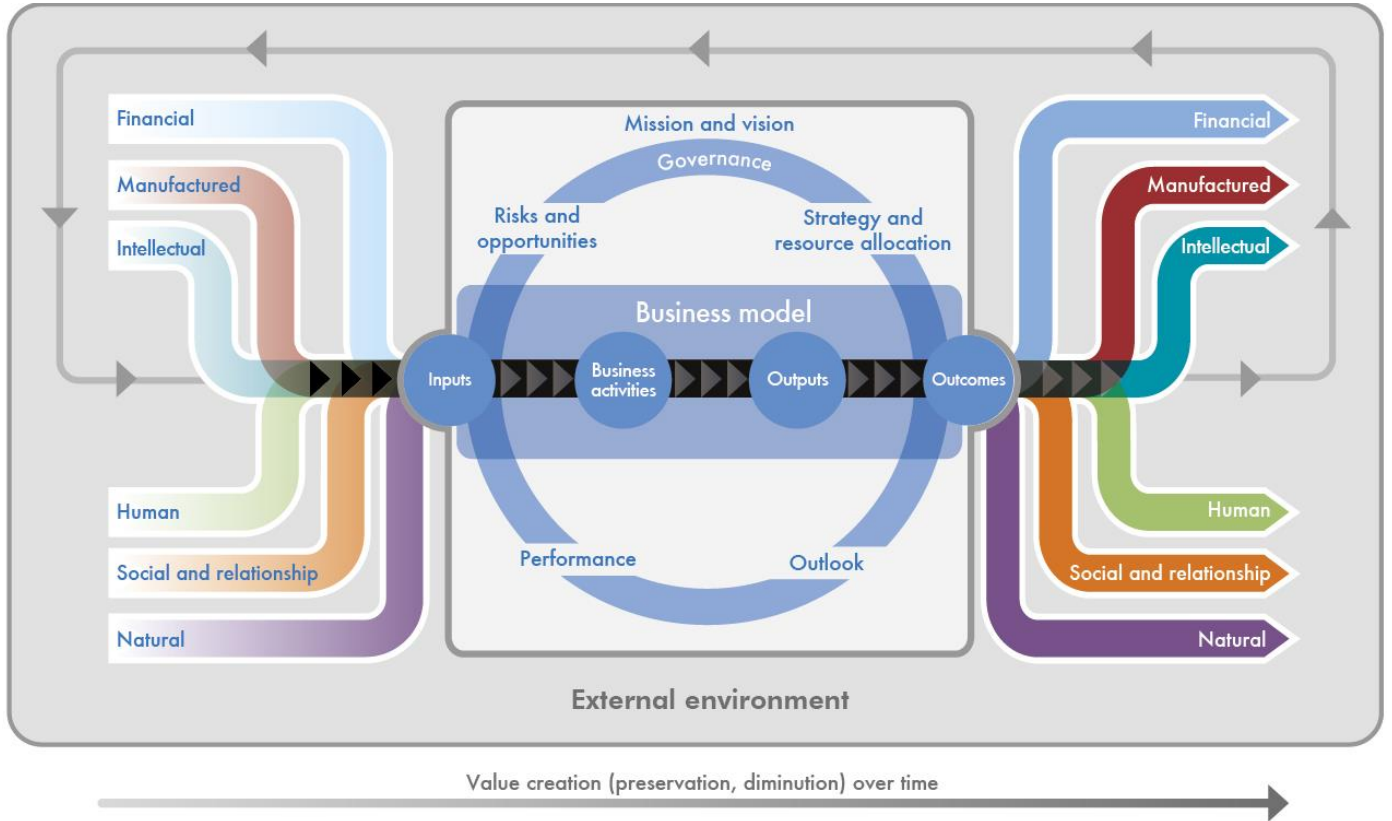 Financial
Manufactured
Intellectual
Human
Social and relationship
Natural
Mission and vision
Governance
Risks and
opportunities
Strategy and
resource allocation
Business model
Inputs
Business
activities
Outputs
Outcomes
Performance
Outlook
Financial
Manufactured
Intellectual
Human
Social and relationship
Natural
External environment
Value creation (preservation, diminution) over time